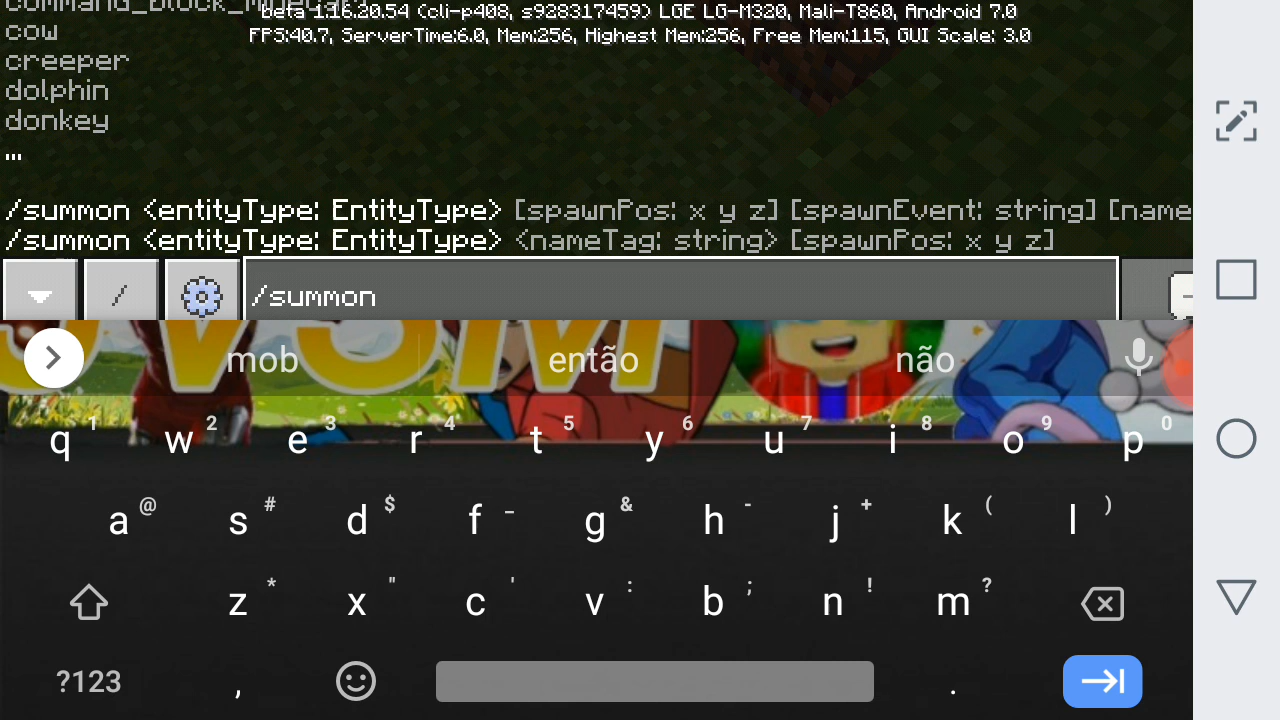 command_block_minecart
Beta 1.16.20.54 (cli-p408, s928317459) LGE LG-M320, Mali-T860, Android 7.0
cow
FPS:40.7, ServerTime:6.0, Mem:256, Highest Mem:256, Free Mem:115, GUI Scale: 3.0
creeper
dolphin
donkey
...
/summon <entityType: EntityType> [spawnPos: x y z] [spawnEvent: string] [name
/summon <entityType: EntityType> <nameTag: string> [spawnPos: x y z]
/ /summon
mob então não
q 1 w 2 e 3 r 4 t 5 y 6 u 7 i 8 o 9 p 0
a @ s # d $ f _ g & h - j + k ( l )
z * x " c ' v : b ; n ! m ?
?123 , .